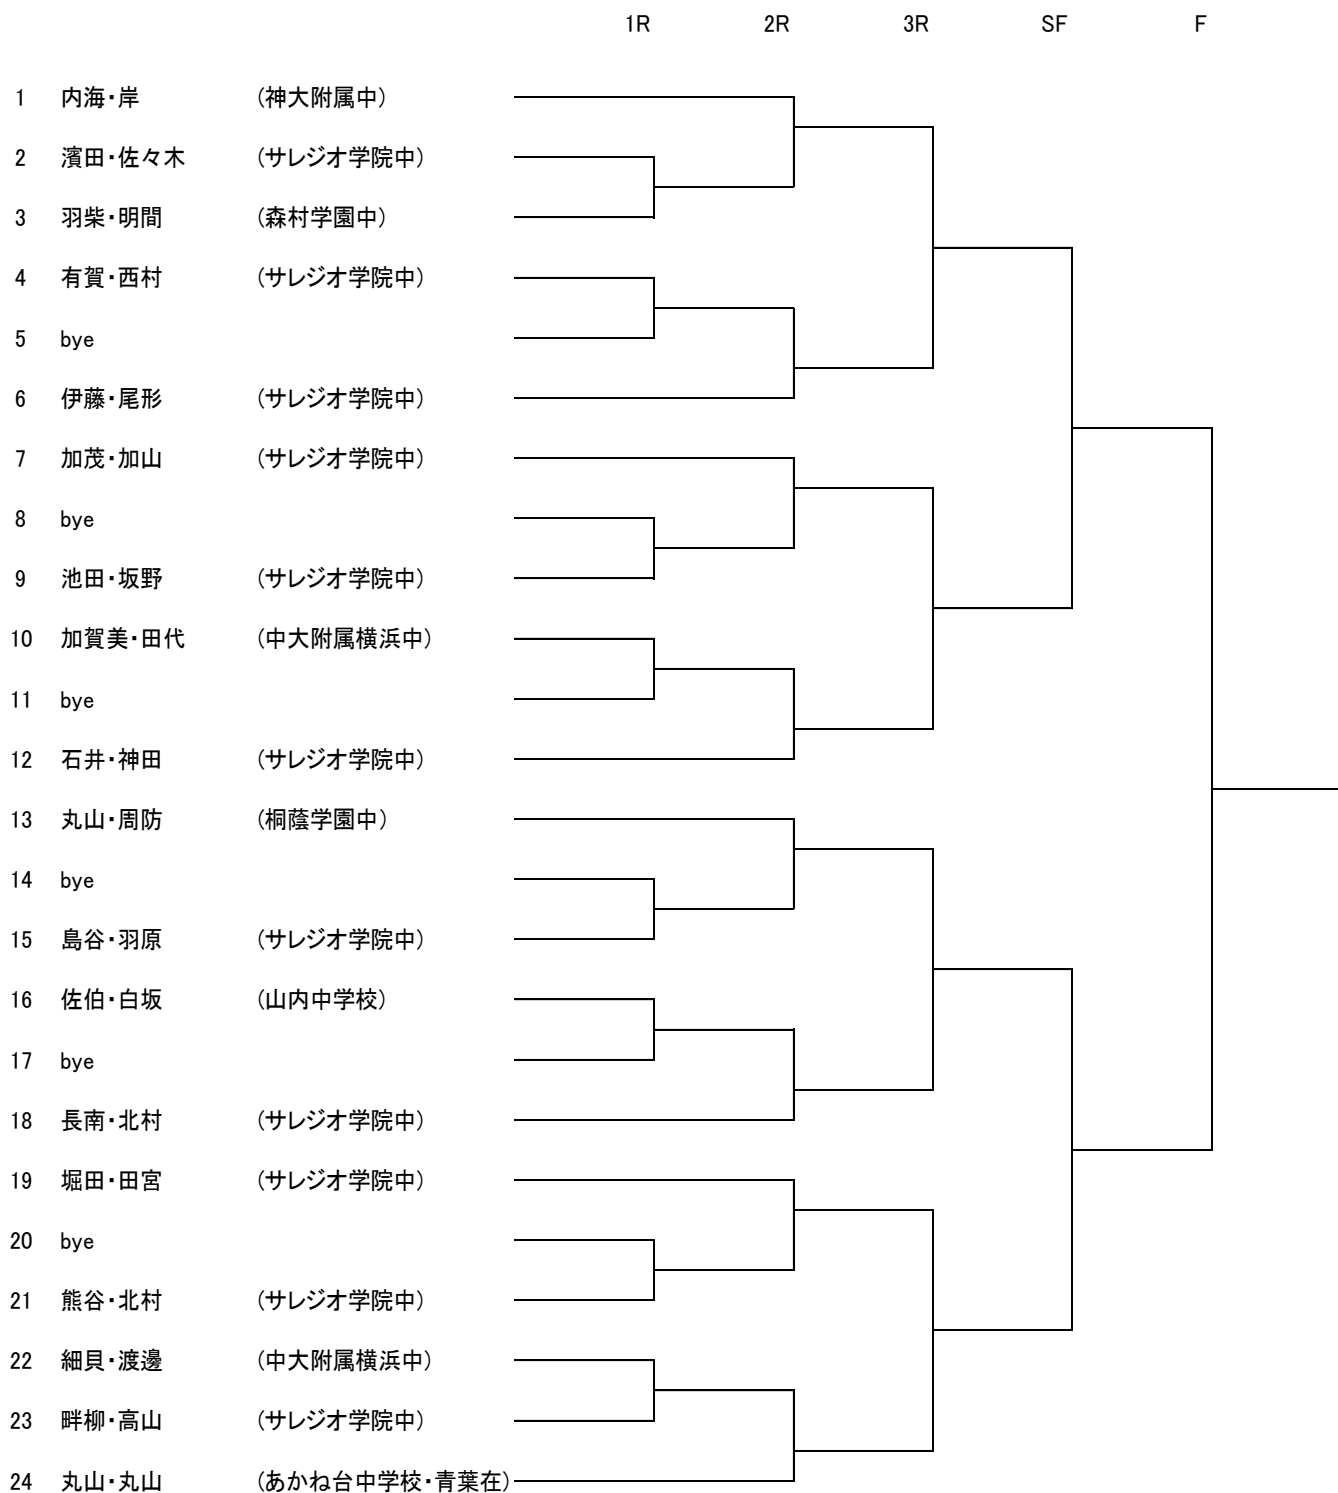 1R 2R 3R SF F
1 内海・岸 (神大附属中)
2 濱田・佐々木 (サレジオ学院中)
3 羽柴・明間 (森村学園中)
4 有賀・西村 (サレジオ学院中)
5 bye
6 伊藤・尾形 (サレジオ学院中)
7 加茂・加山 (サレジオ学院中)
8 bye
9 池田・坂野 (サレジオ学院中)
10 加賀美・田代 (中大附属横浜中)
11 bye
12 石井・神田 (サレジオ学院中)
13 丸山・周防 (桐蔭学園中)
14 bye
15 島谷・羽原 (サレジオ学院中)
16 佐伯・白坂 (山内中学校)
17 bye
18 長南・北村 (サレジオ学院中)
19 堀田・田宮 (サレジオ学院中)
20 bye
21 熊谷・北村 (サレジオ学院中)
22 細貝・渡邊 (中大附属横浜中)
23 畔柳・高山 (サレジオ学院中)
24 丸山・丸山 (あかね台中学校・青葉在)